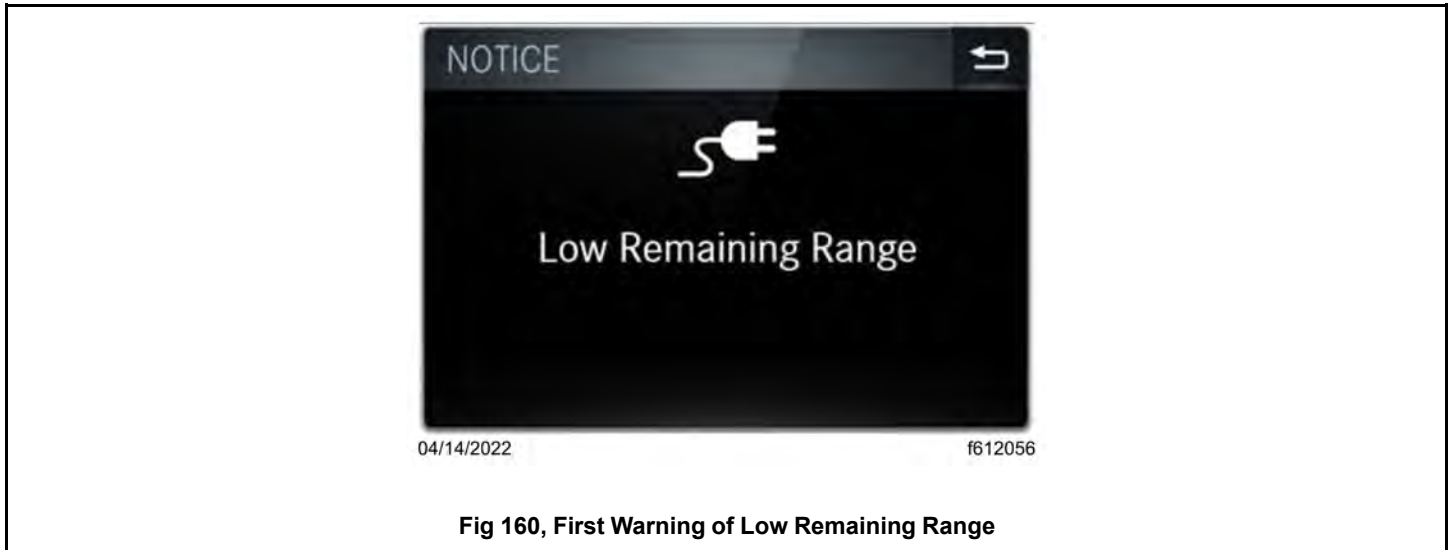 NOTICE
Low Remaining Range
04/14/2022 f612056
Fig 160, First Warning of Low Remaining Range